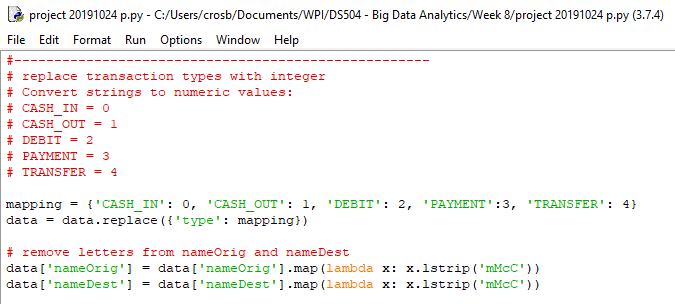 project 20191024 p.py - C:/Users/crosb/Documents/WPI/DS504 - Big Data Analytics/Week 8/project 20191024 p.py (3.7.4)
File Edit Format Run Options Window Help
#----------------------------------------------------
# replace transaction types with integer
# Convert strings to numeric values:
# CASH_IN = 0
# CASH_OUT = 1
# DEBIT = 2
# PAYMENT = 3
# TRANSFER = 4
mapping = {'CASH_IN': 0, 'CASH_OUT': 1, 'DEBIT': 2, 'PAYMENT':3, 'TRANSFER': 4}
data = data.replace({'type': mapping})
# remove letters from nameOrig and nameDest
data['nameOrig'] = data['nameOrig'].map(lambda x: x.lstrip('mMcC'))
data['nameDest'] = data['nameDest'].map(lambda x: x.lstrip('mMcC'))